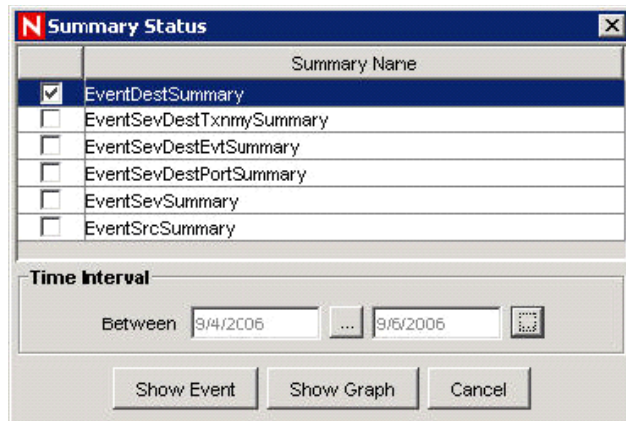 N Summary Status
Summary Name
EventDestSummary
EventSevDestTxnmySummary
EventSevDestEvtSummary
EventSevDestPortSummary
EventSevSummary
EventSrcSummary
Time Interval
Between 9/4/2006 ... 9/6/2006
Show Event Show Graph Cancel